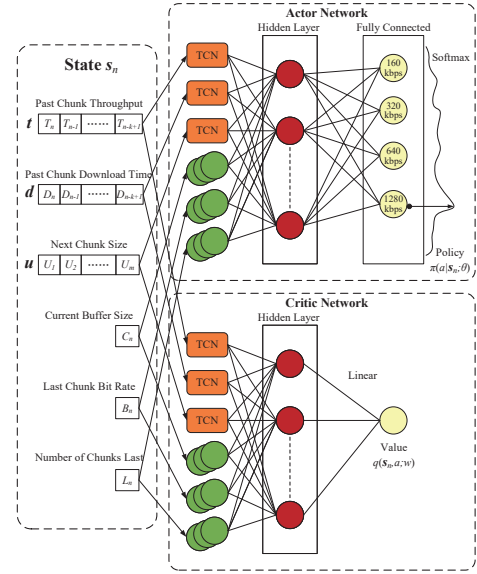 State sₙ
Past Chunk Throughput
t Tₙ Tₙ₋₁ ······ Tₙ₋ₖ₊₁
Past Chunk Download Time
d Dₙ Dₙ₋₁ ······ Dₙ₋ₖ₊₁
Next Chunk Size
u U₁ U₂ ······ Uₘ
Current Buffer Size
Cₙ
Last Chunk Bit Rate
Bₙ
Number of Chunks Last
Lₙ
Actor Network
Hidden Layer
Fully Connected
TCN
TCN
TCN
160
kbps
320
kbps
640
kbps
1280
kbps
Softmax
Policy
π(a|sₙ;θ)
Critic Network
Hidden Layer
TCN
TCN
TCN
Linear
Value
q(sₙ,a;w)